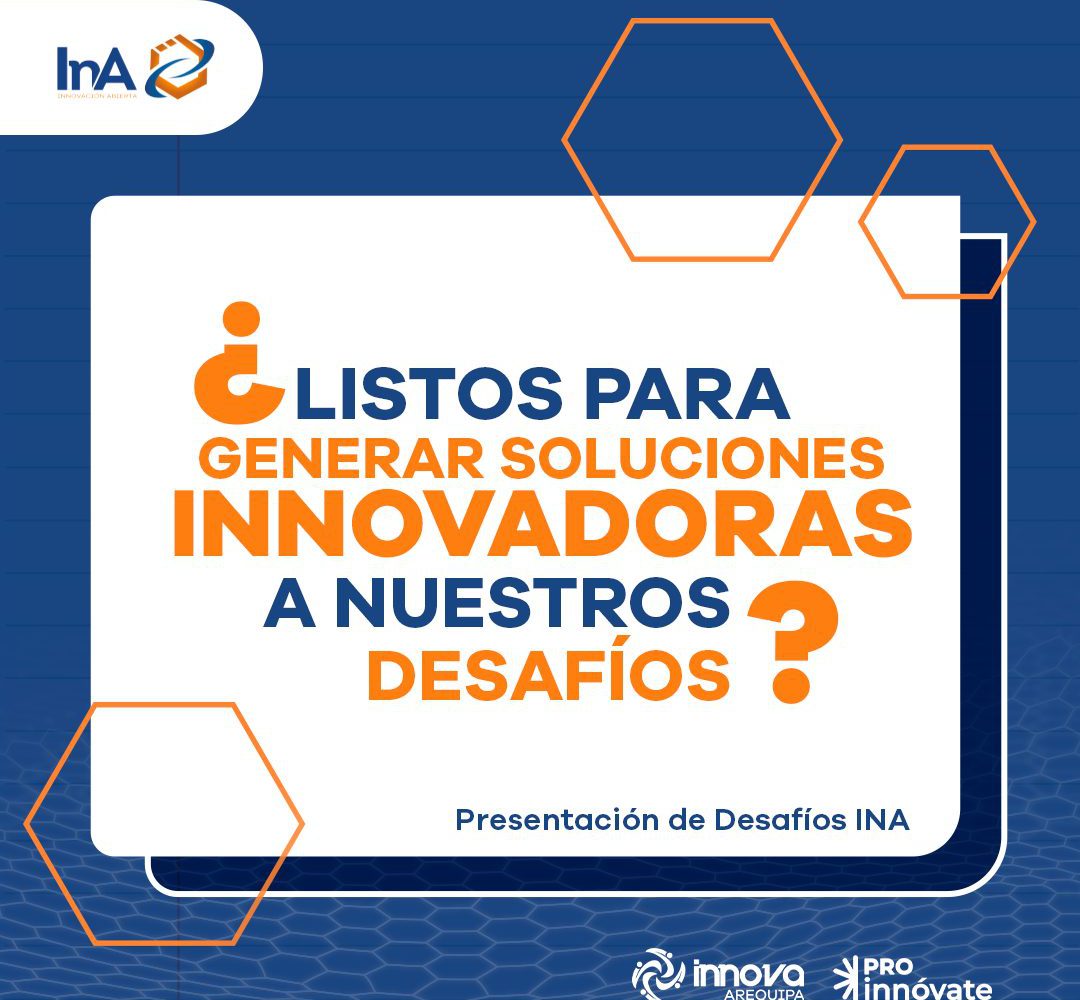 InA
INNOVACIÓN ABIERTA
¿LISTOS PARA
GENERAR SOLUCIONES
INNOVADORAS
A NUESTROS
DESAFÍOS?
Presentación de Desafíos INA
innova
AREQUIPA
PRO
innóvate